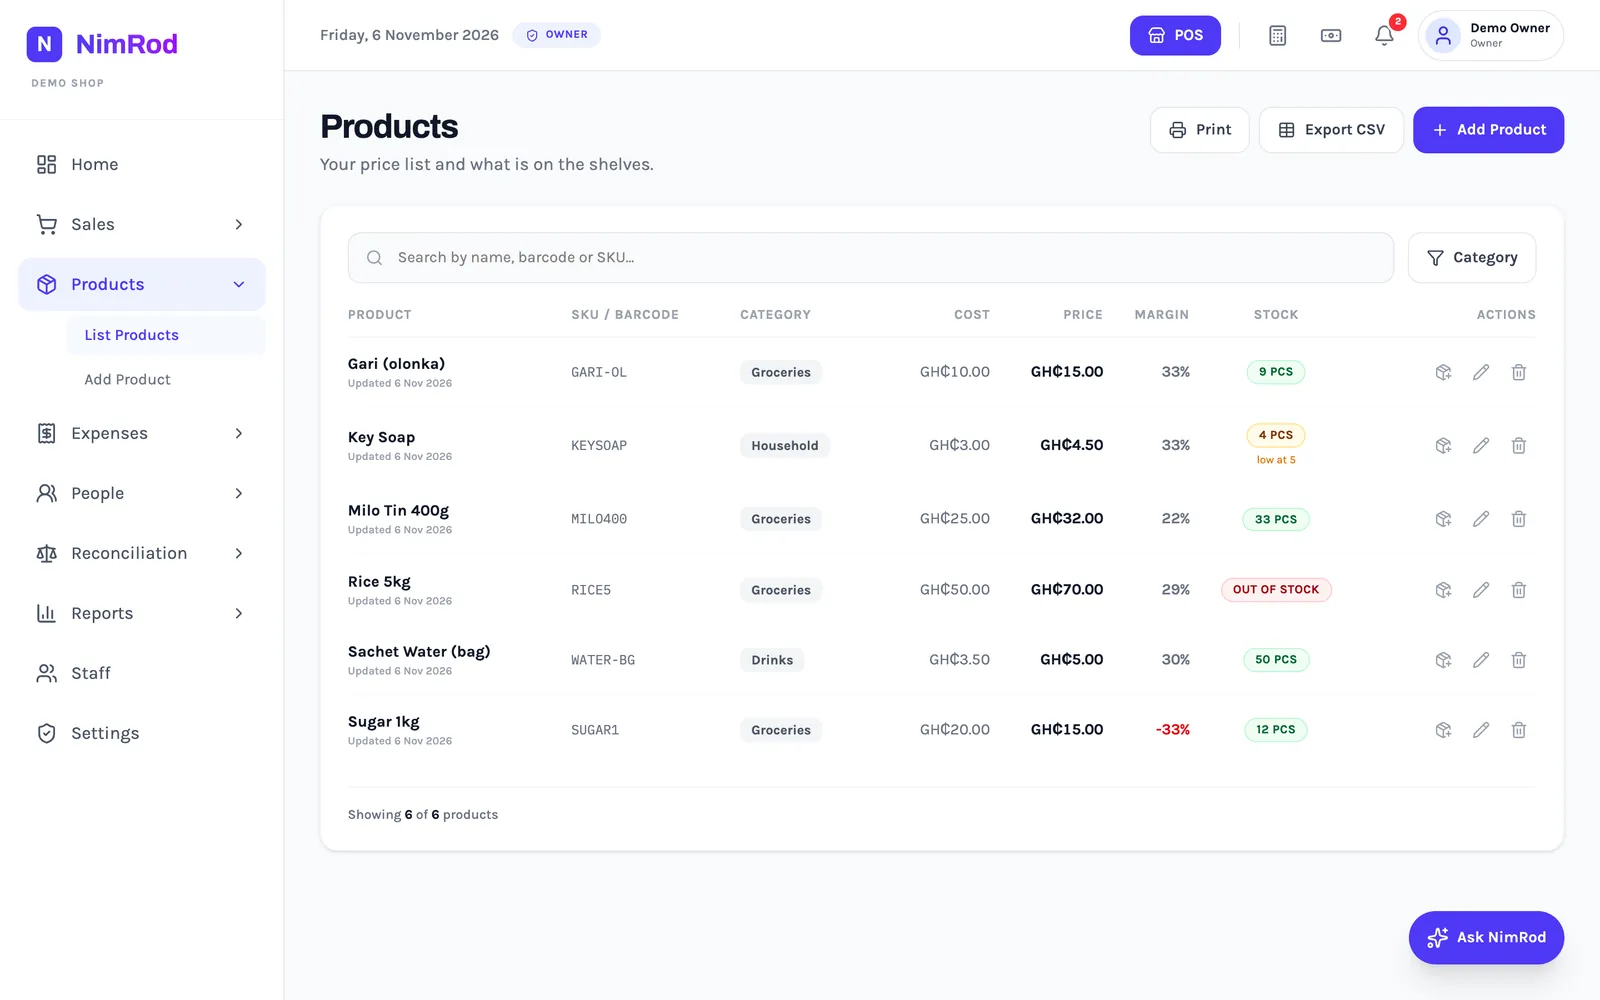 N NimRod
DEMO SHOP
Home
Sales
Products
List Products
Add Product
Expenses
People
Reconciliation
Reports
Staff
Settings
Friday, 6 November 2026 OWNER
POS
2
Demo Owner
Owner
Products
Your price list and what is on the shelves.
Print
Export CSV
+ Add Product
Search by name, barcode or SKU...
Category
PRODUCT SKU / BARCODE CATEGORY COST PRICE MARGIN STOCK ACTIONS
Gari (olonka) GARI-OL Groceries GH₵10.00 GH₵15.00 33% 9 PCS
Updated 6 Nov 2026
Key Soap KEYSOAP Household GH₵3.00 GH₵4.50 33% 4 PCS
Updated 6 Nov 2026 low at 5
Milo Tin 400g MILO400 Groceries GH₵25.00 GH₵32.00 22% 33 PCS
Updated 6 Nov 2026
Rice 5kg RICE5 Groceries GH₵50.00 GH₵70.00 29% OUT OF STOCK
Updated 6 Nov 2026
Sachet Water (bag) WATER-BG Drinks GH₵3.50 GH₵5.00 30% 50 PCS
Updated 6 Nov 2026
Sugar 1kg SUGAR1 Groceries GH₵20.00 GH₵15.00 -33% 12 PCS
Updated 6 Nov 2026
Showing 6 of 6 products
Ask NimRod